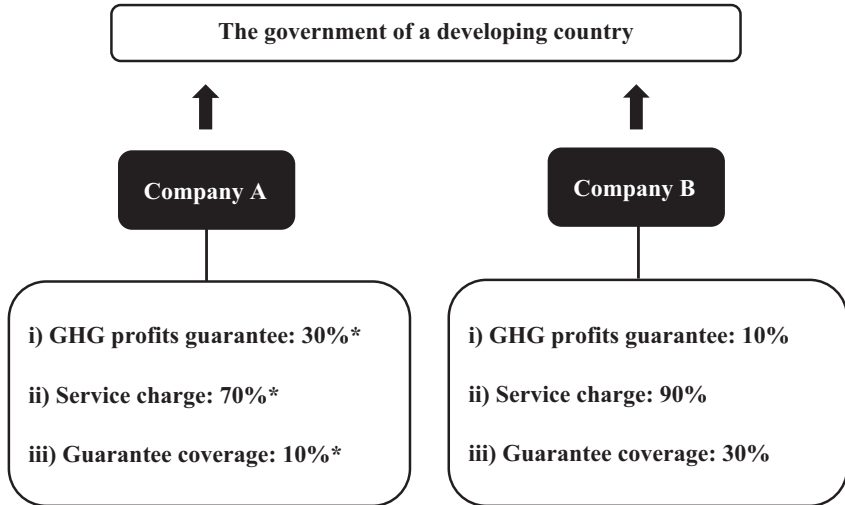 The government of a developing country
Company A
Company B
i) GHG profits guarantee: 30%*
ii) Service charge: 70%*
iii) Guarantee coverage: 10%*
i) GHG profits guarantee: 10%
ii) Service charge: 90%
iii) Guarantee coverage: 30%